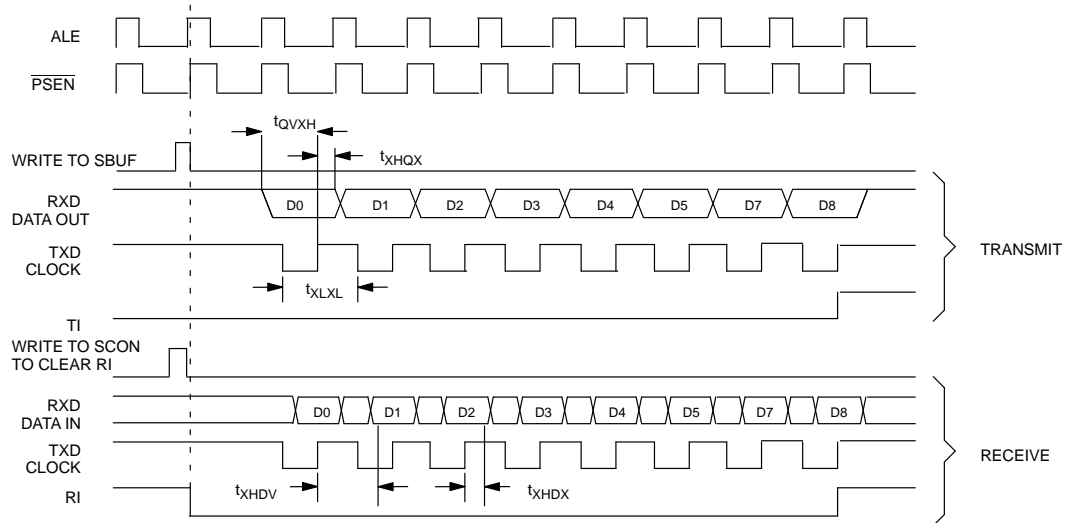 ALE
PSEN
tQVXH
WRITE TO SBUF
tXHQX
RXD
DATA OUT
D0 D1 D2 D3 D4 D5 D7 D8
TXD
CLOCK
TRANSMIT
tXLXL
TI
WRITE TO SCON
TO CLEAR RI
RXD
DATA IN
D0 D1 D2 D3 D4 D5 D7 D8
TXD
CLOCK
RECEIVE
tXHDV
tXHDX
RI